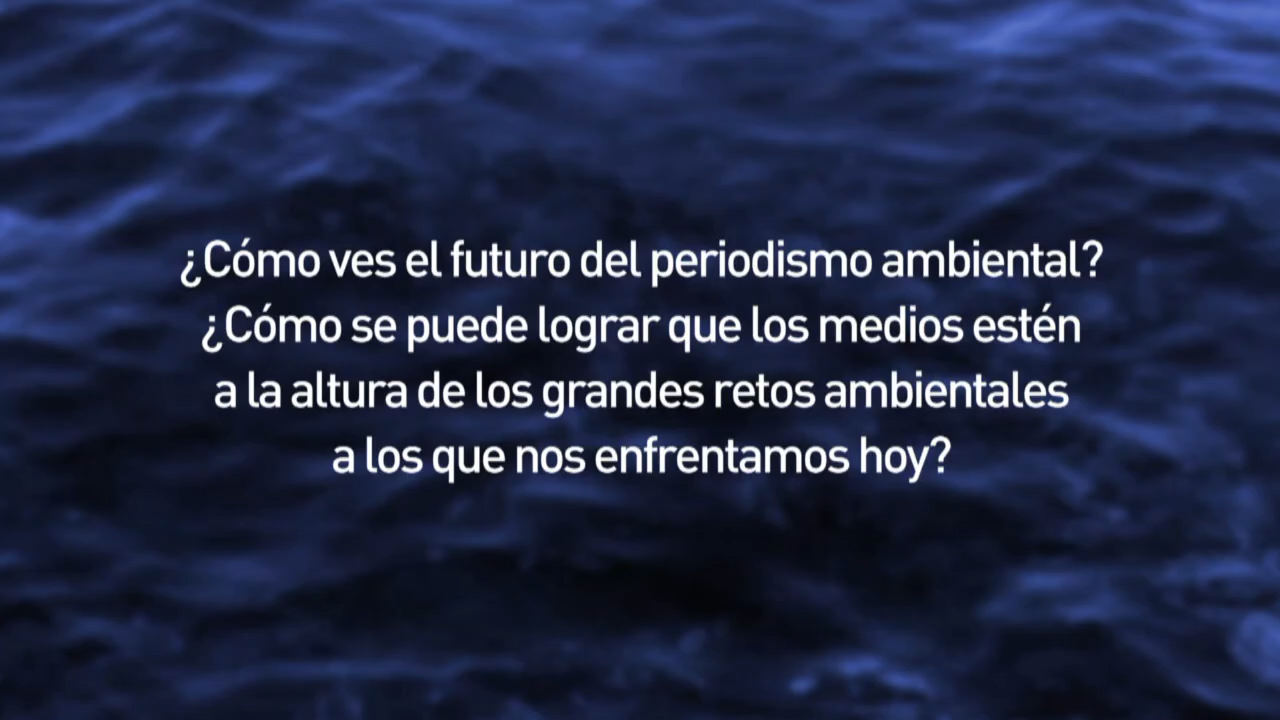 ¿Cómo ves el futuro del periodismo ambiental?
¿Cómo se puede lograr que los medios estén
a la altura de los grandes retos ambientales
a los que nos enfrentamos hoy?